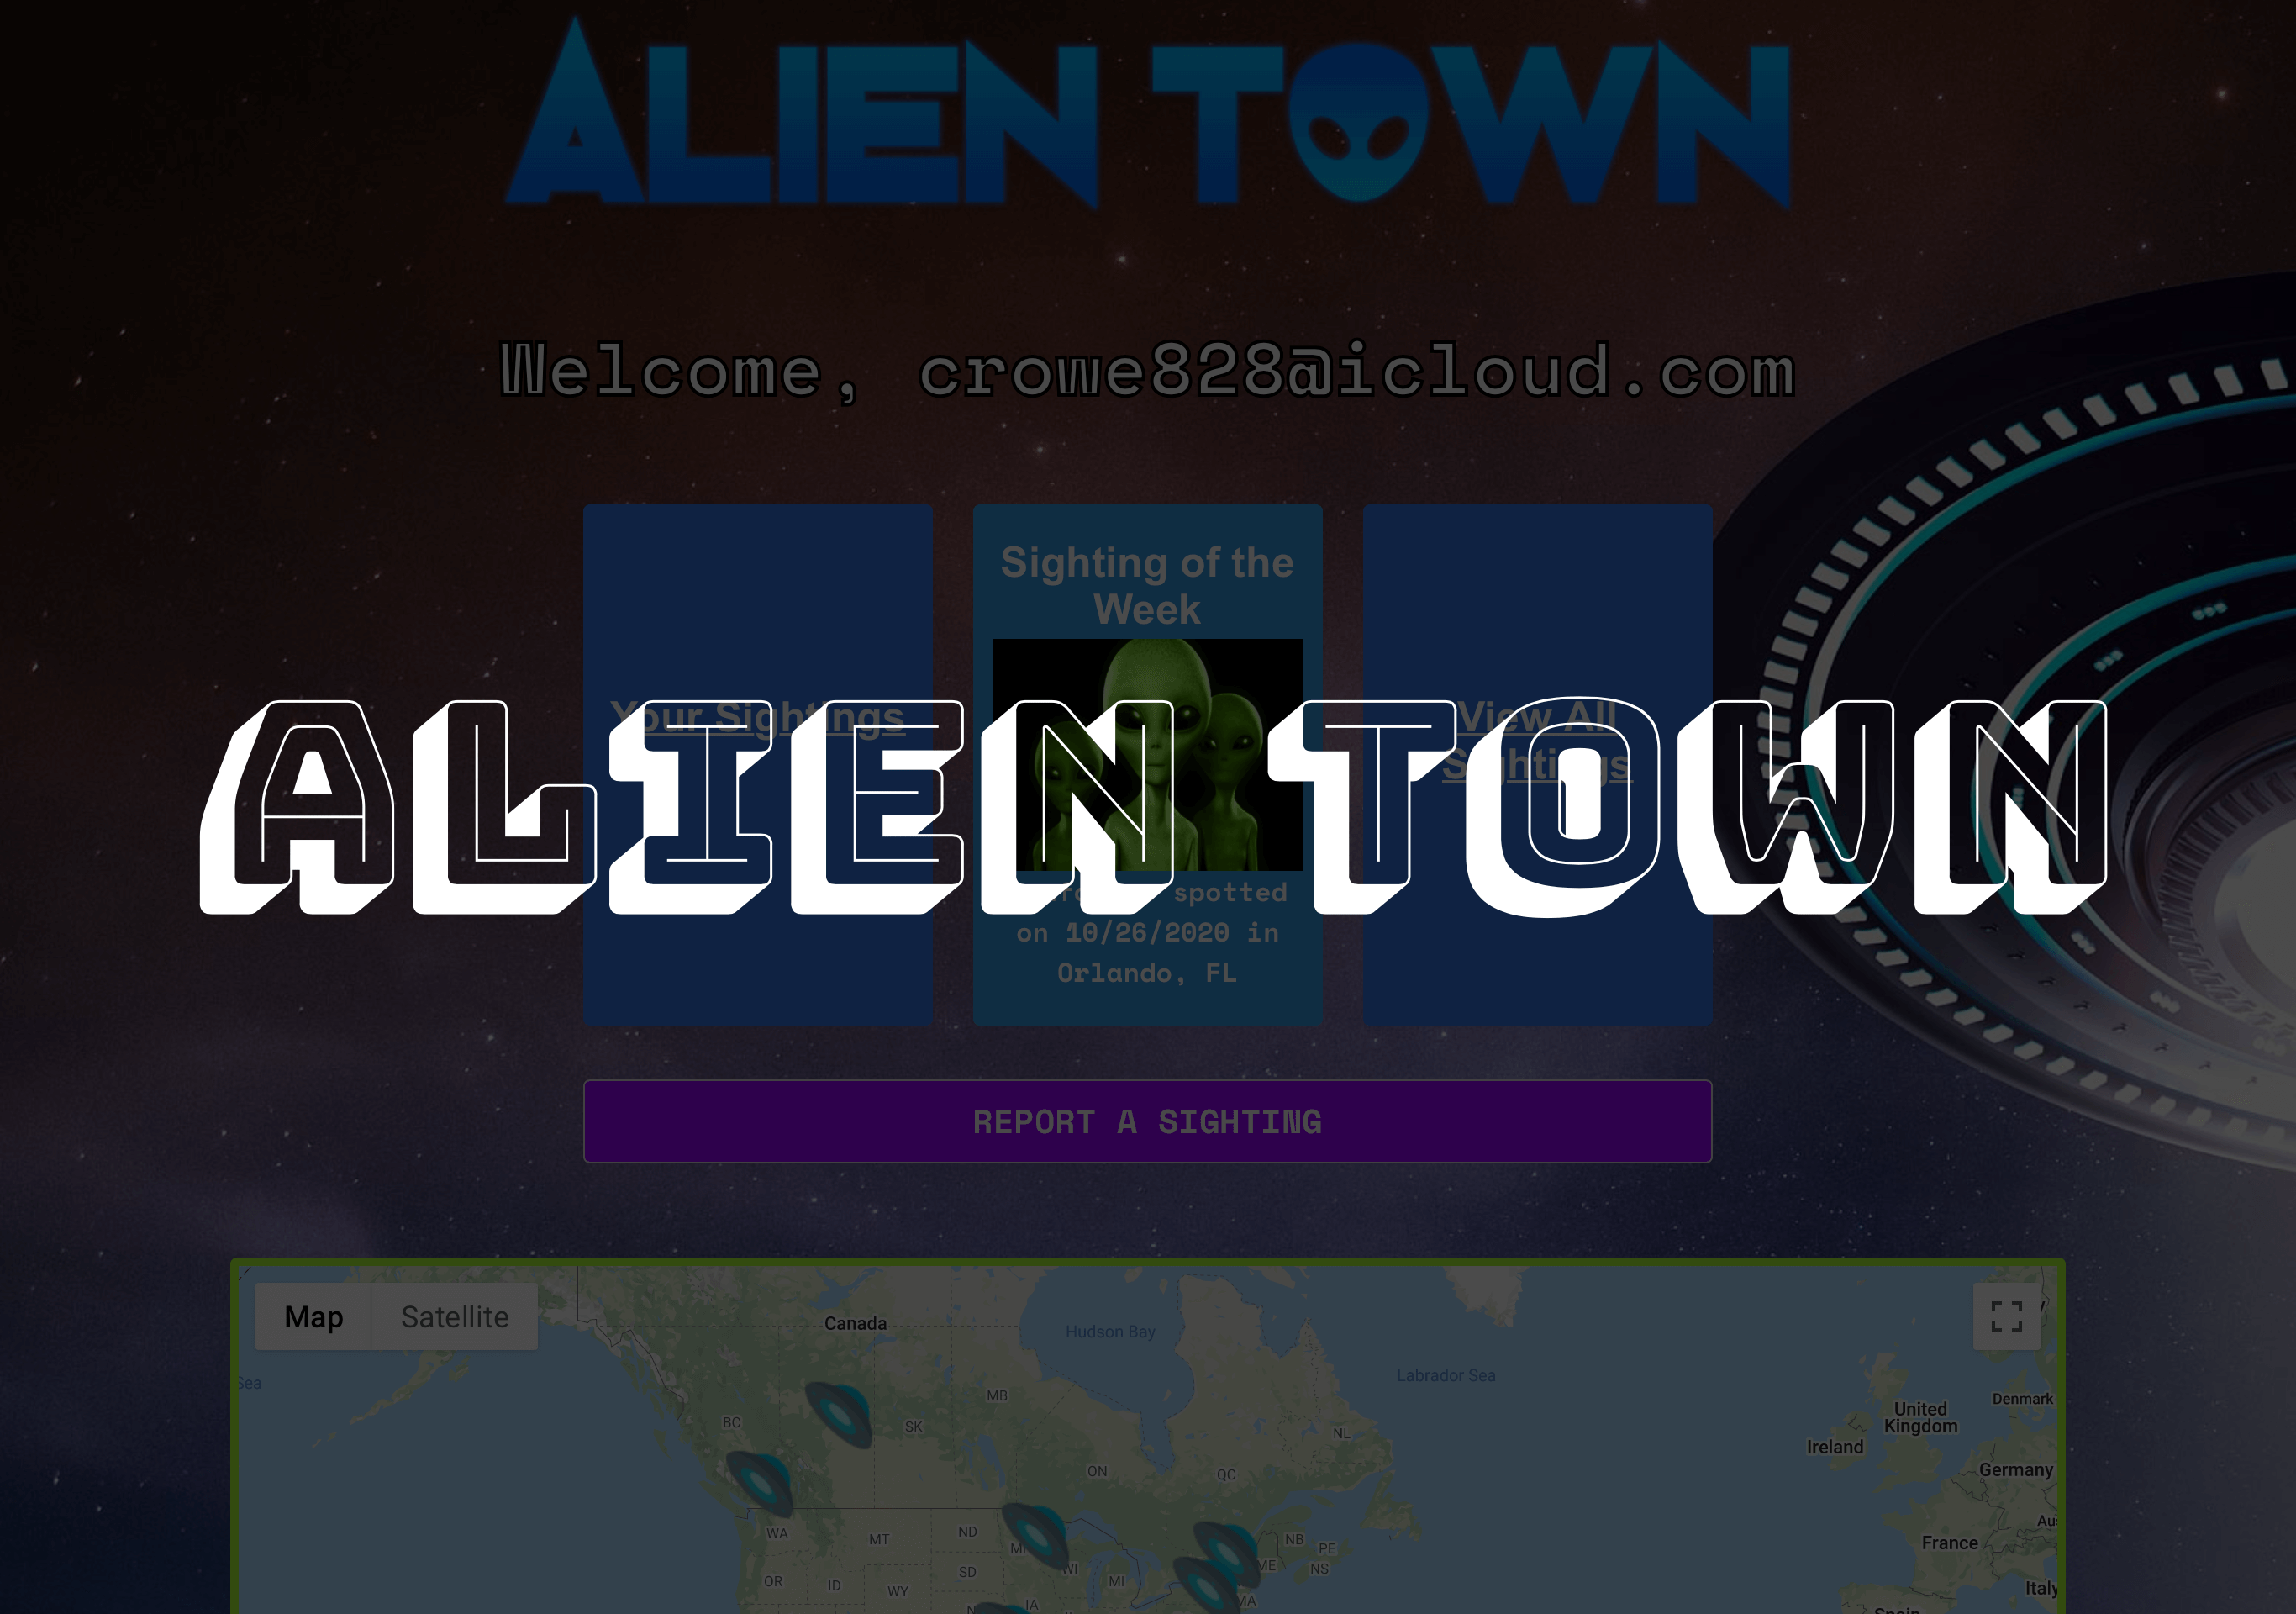 ALIEN TOWN
Welcome, crowe828@icloud.com
Sighting of the
Week
Your Sightings
View All
Sightings
ALIEN TOWN
spotted
on 10/26/2020 in
Orlando, FL
REPORT A SIGHTING
Map Satellite
Canada
Hudson Bay
Labrador Sea
Sea
MB
Denmark
BC
SK
United
Kingdom
NL
Ireland
ON
QC
Germany
WA
MT
ND
NB
PE
France
WI
ME
NS
OR
ID
WY
SD
MI
Italy
IA
MA
Spain